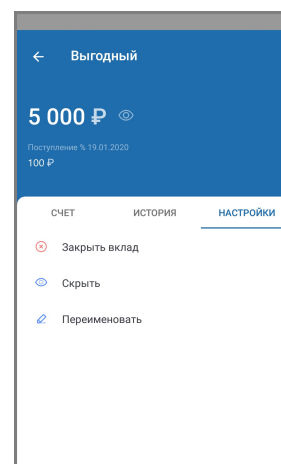 Выгодный
5 000 ₽
Поступление % 19.01.2020
100 ₽
СЧЕТ ИСТОРИЯ НАСТРОЙКИ
Закрыть вклад
Скрыть
Переименовать